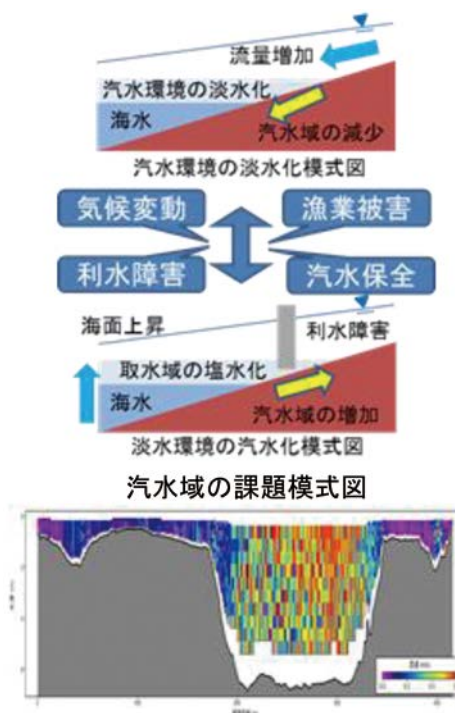 流量増加
汽水環境の淡水化
海水
汽水域の減少
汽水環境の淡水化模式図
気候変動
漁業被害
利水障害
汽水保全
海面上昇
利水障害
取水域の塩水化
海水
汽水域の増加
淡水環境の汽水化模式図
汽水域の課題模式図